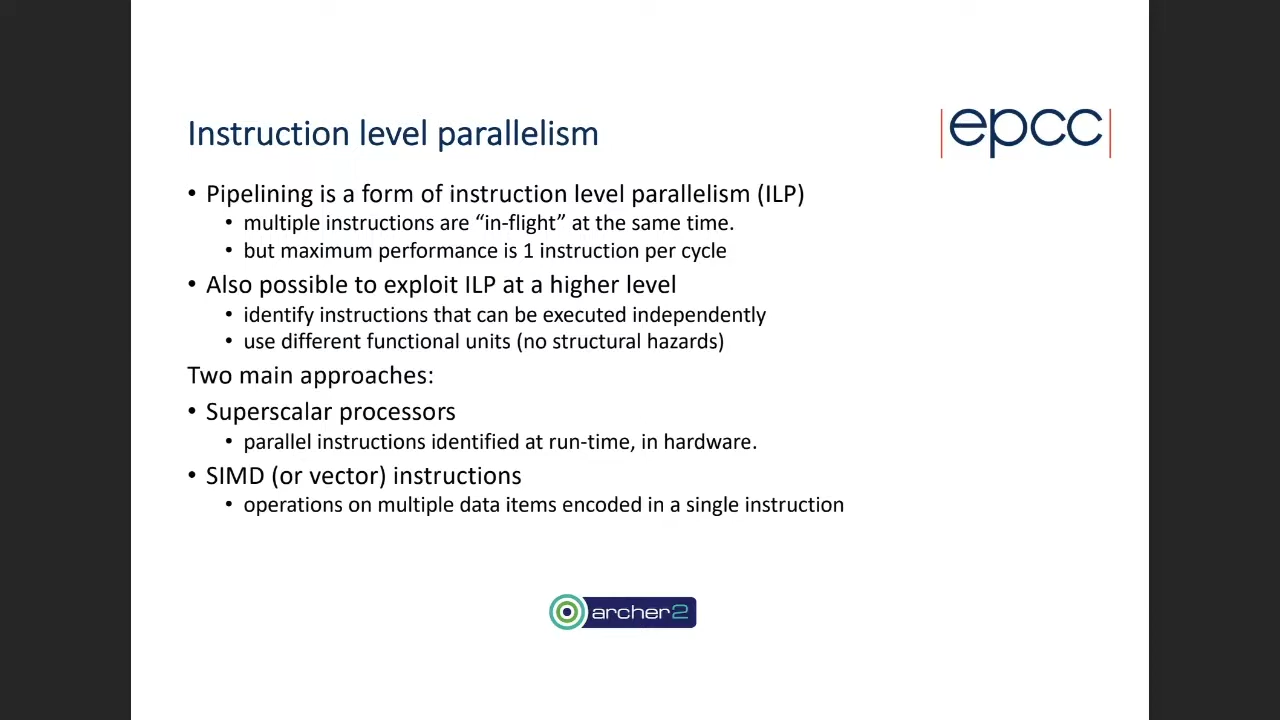 Instruction level parallelism
|epcc|
• Pipelining is a form of instruction level parallelism (ILP)
• multiple instructions are “in-flight” at the same time.
• but maximum performance is 1 instruction per cycle
• Also possible to exploit ILP at a higher level
• identify instructions that can be executed independently
• use different functional units (no structural hazards)
Two main approaches:
• Superscalar processors
• parallel instructions identified at run-time, in hardware.
• SIMD (or vector) instructions
• operations on multiple data items encoded in a single instruction
archer2